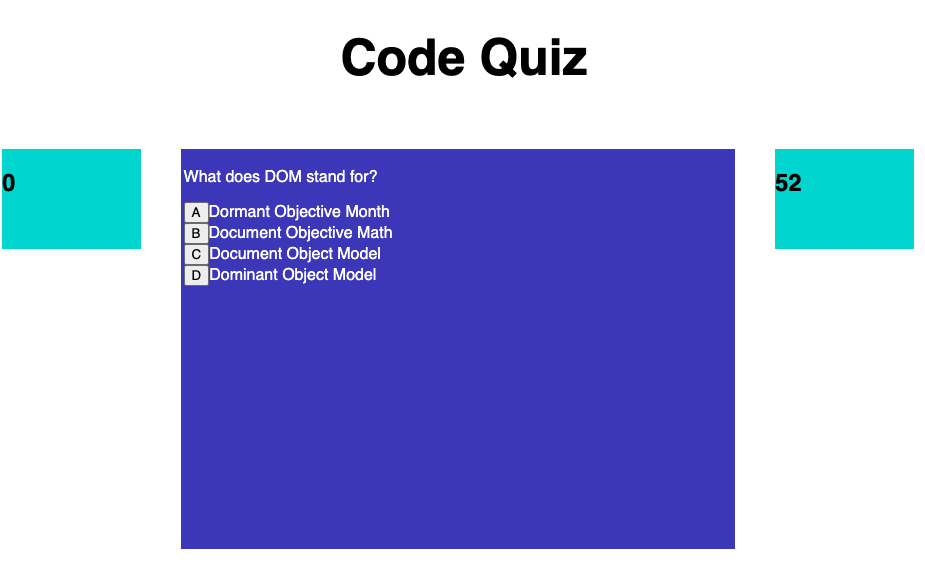 Code Quiz
0
What does DOM stand for?
A Dormant Objective Month
B Document Objective Math
C Document Object Model
D Dominant Object Model
52